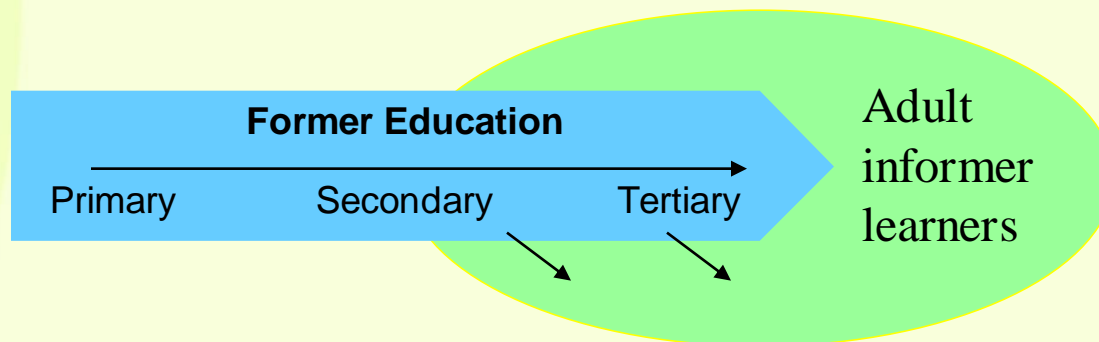 Former Education
Primary Secondary Tertiary
Adult
informer
learners